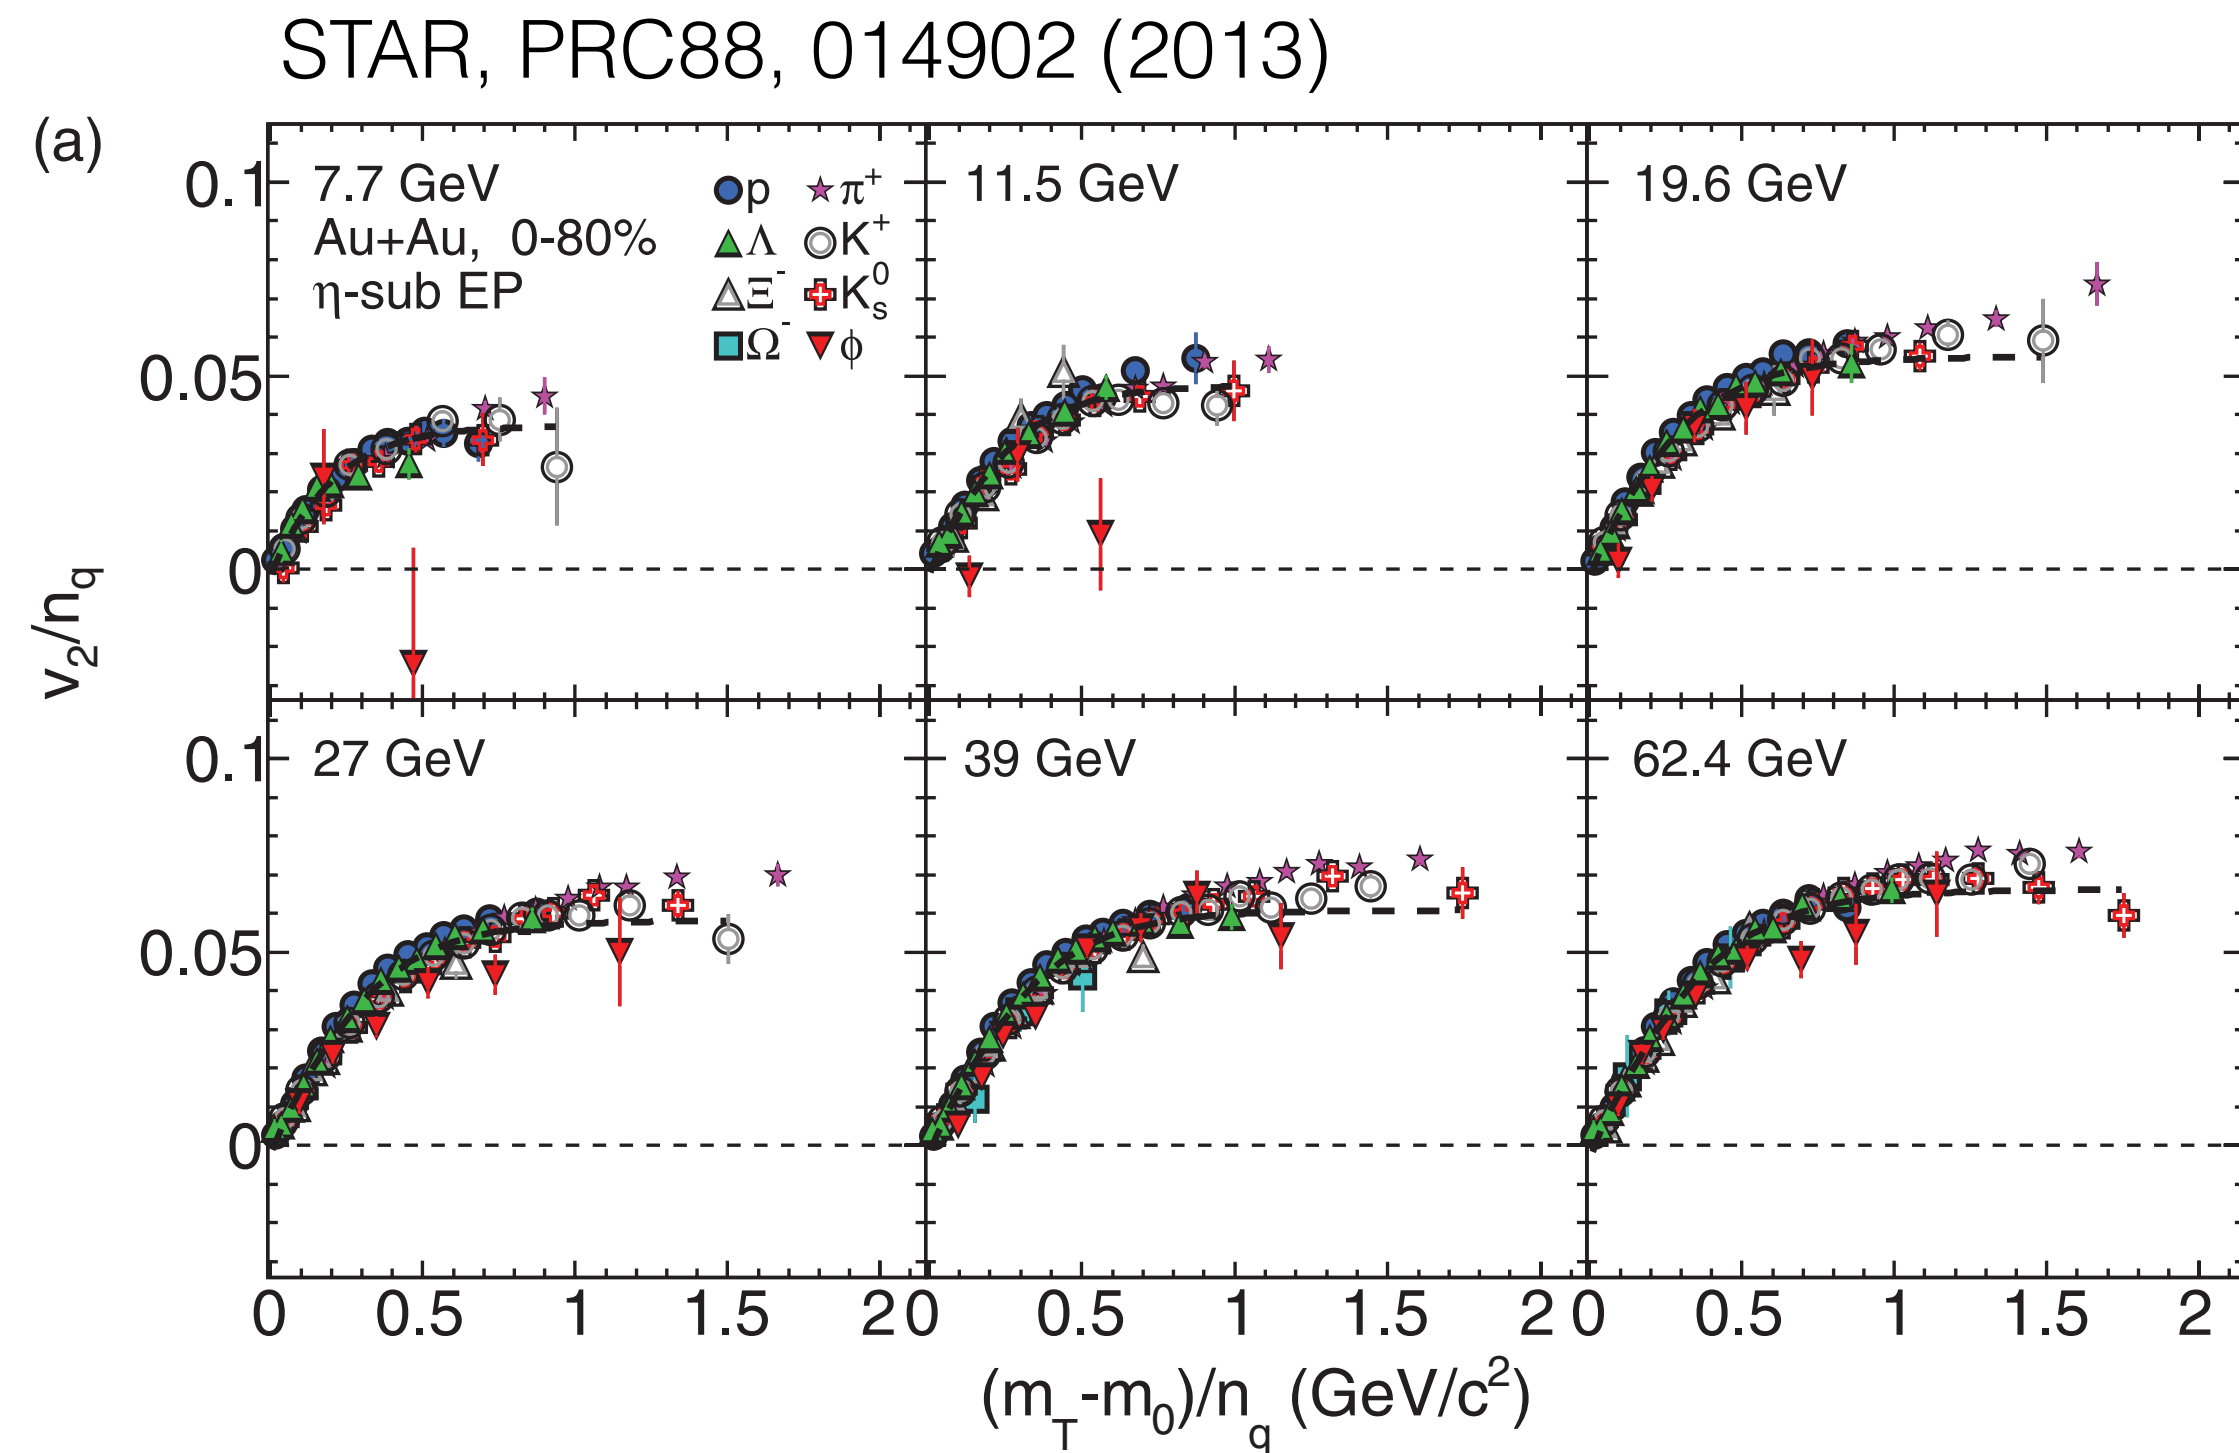 STAR, PRC88, 014902 (2013)
(a)
7.7 GeV
Au+Au, 0-80%
η-sub EP
p π⁺
Λ K⁺
Ξ⁻ K⁰ₛ
Ω⁻ ϕ
11.5 GeV
19.6 GeV
0.1
0.05
0
27 GeV
39 GeV
62.4 GeV
0.1
0.05
0
v₂/n_q
0 0.5 1 1.5 2 0 0.5 1 1.5 2 0 0.5 1 1.5 2
(m_T-m₀)/n_q (GeV/c²)